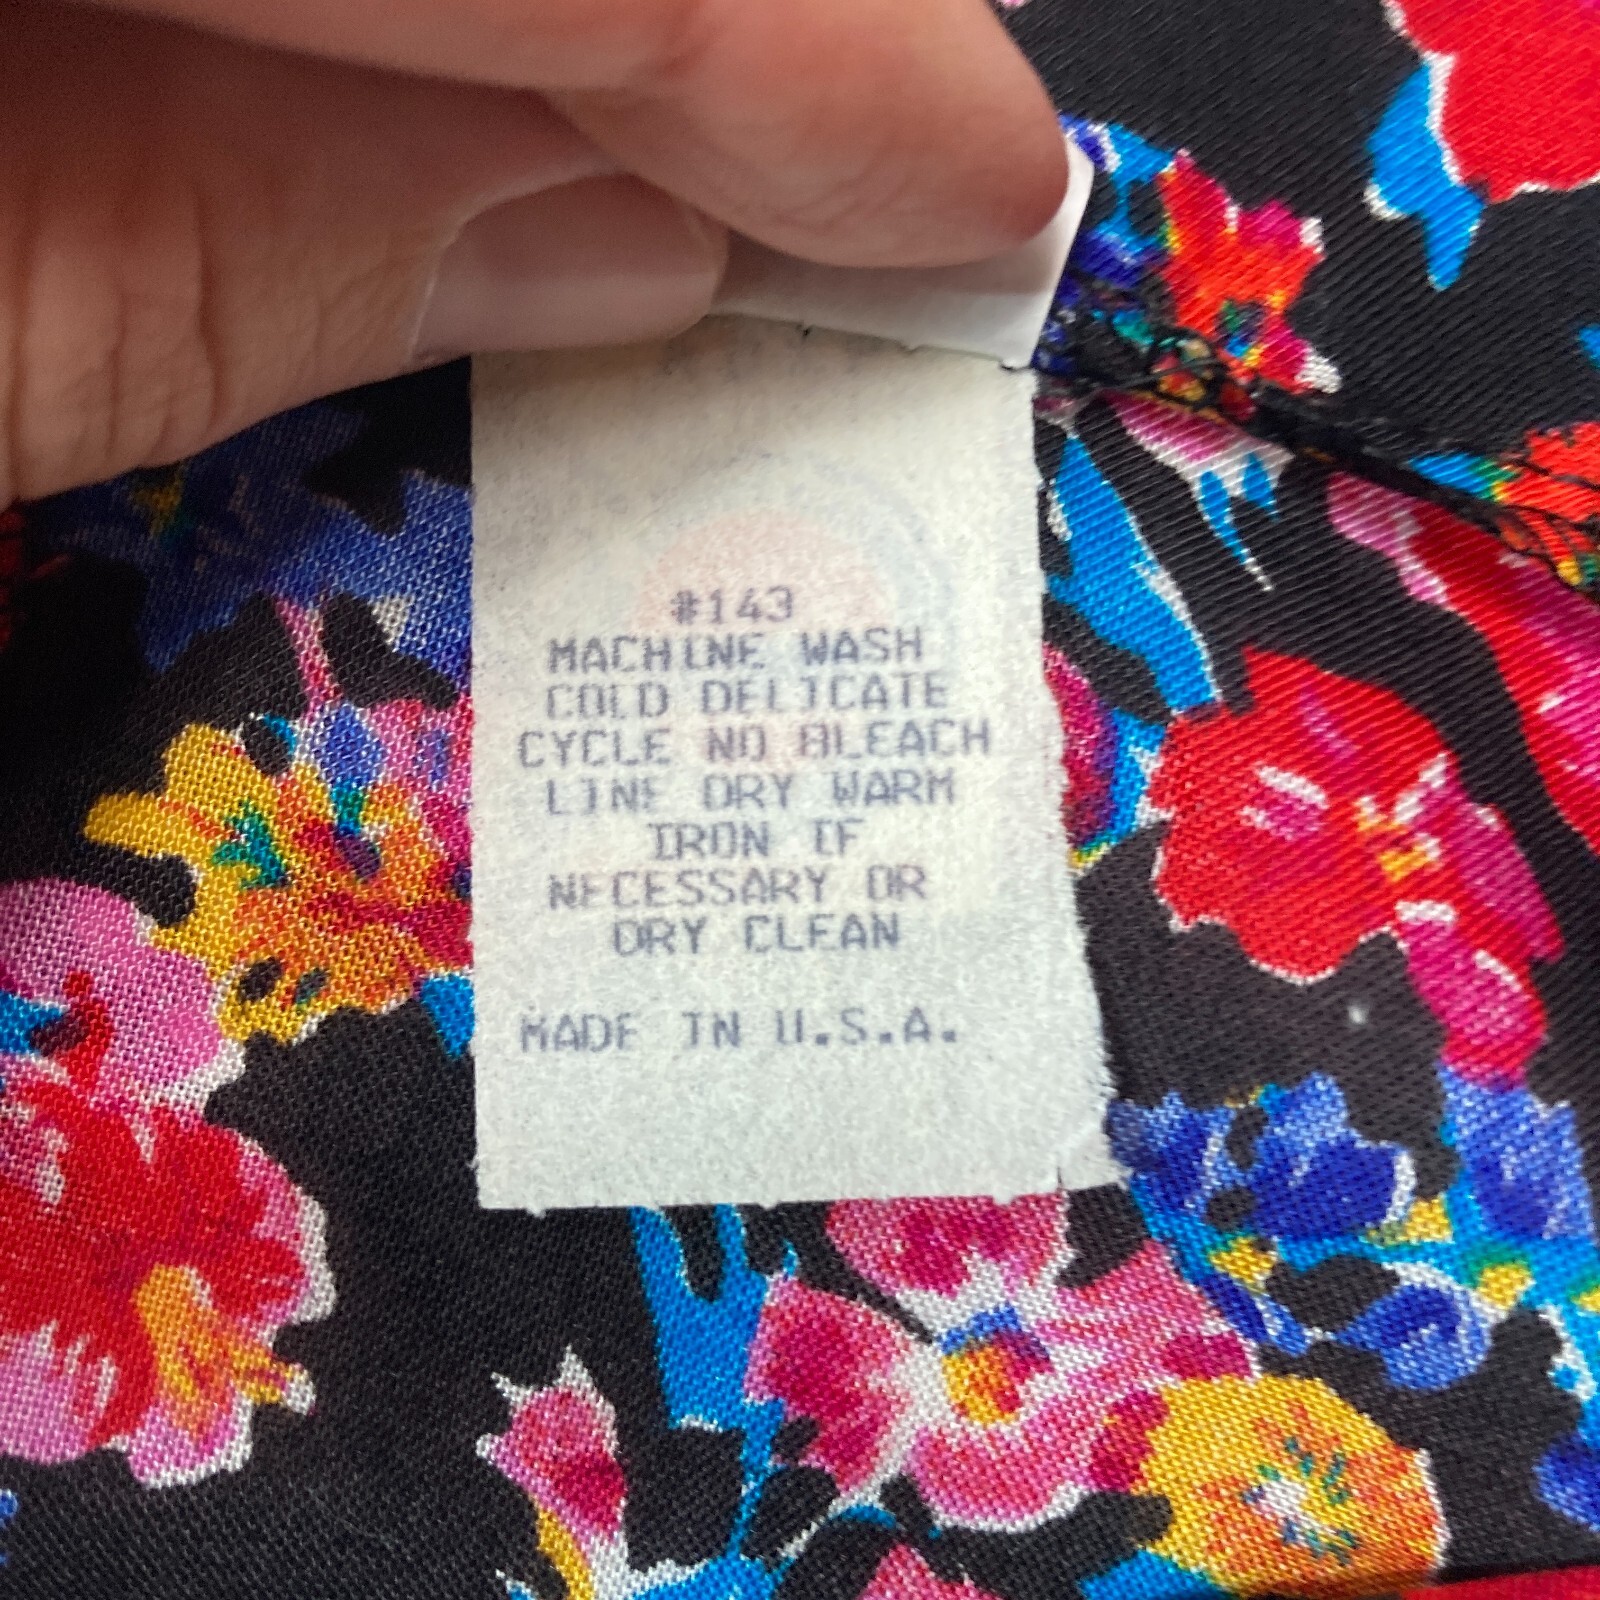 #143
MACHINE WASH
COLD DELICATE
CYCLE NO BLEACH
LINE DRY WARM
IRON IF
NECESSARY OR
DRY CLEAN
MADE IN U.S.A.